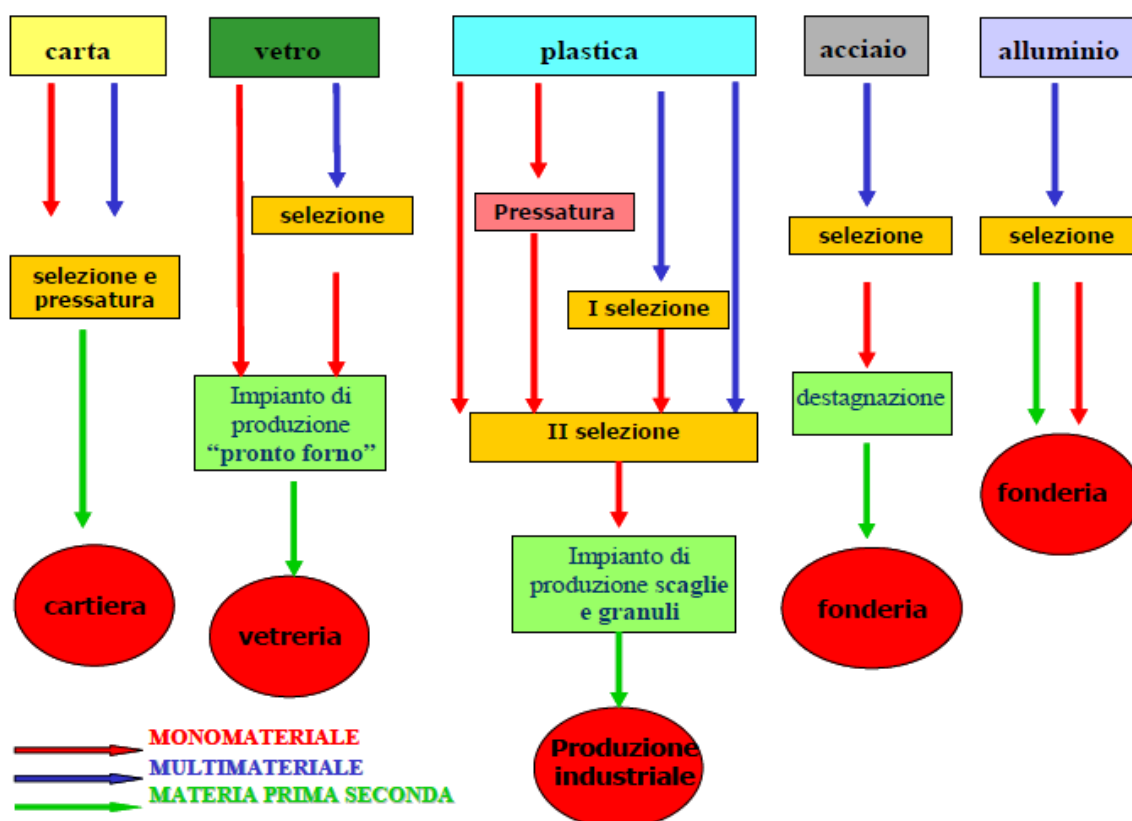 carta
vetro
plastica
acciaio
alluminio
selezione
Pressatura
selezione
selezione
selezione e
pressatura
I selezione
Impianto di
produzione
“pronto forno”
destagnazione
II selezione
fonderia
cartiera
vetreria
Impianto di
produzione scaglie
e granuli
fonderia
Produzione
industriale
MONOMATERIALE
MULTIMATERIALE
MATERIA PRIMA SECONDA